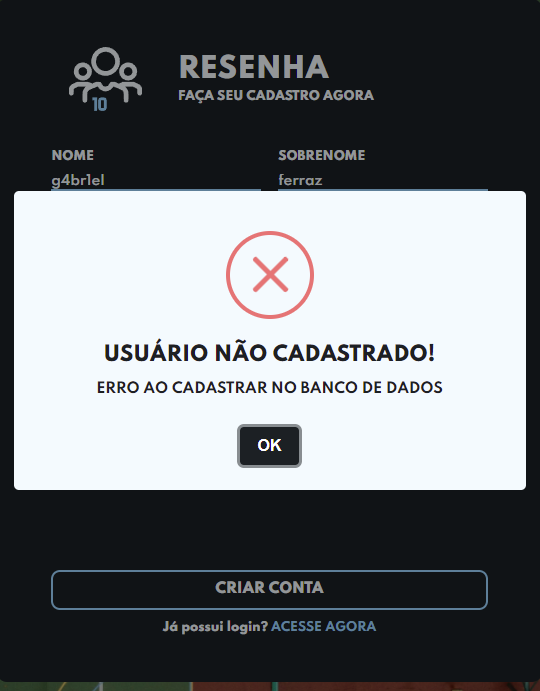 RESENHA
FAÇA SEU CADASTRO AGORA
10
NOME
SOBRENOME
g4br1el
ferraz
USUÁRIO NÃO CADASTRADO!
ERRO AO CADASTRAR NO BANCO DE DADOS
OK
CRIAR CONTA
Já possui login? ACESSE AGORA